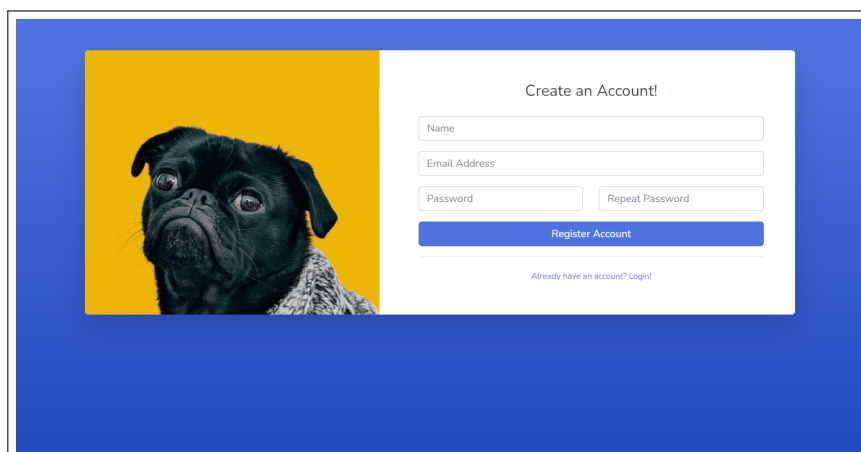 Create an Account!
Name
Email Address
Password
Repeat Password
Register Account
Already have an account? Login!